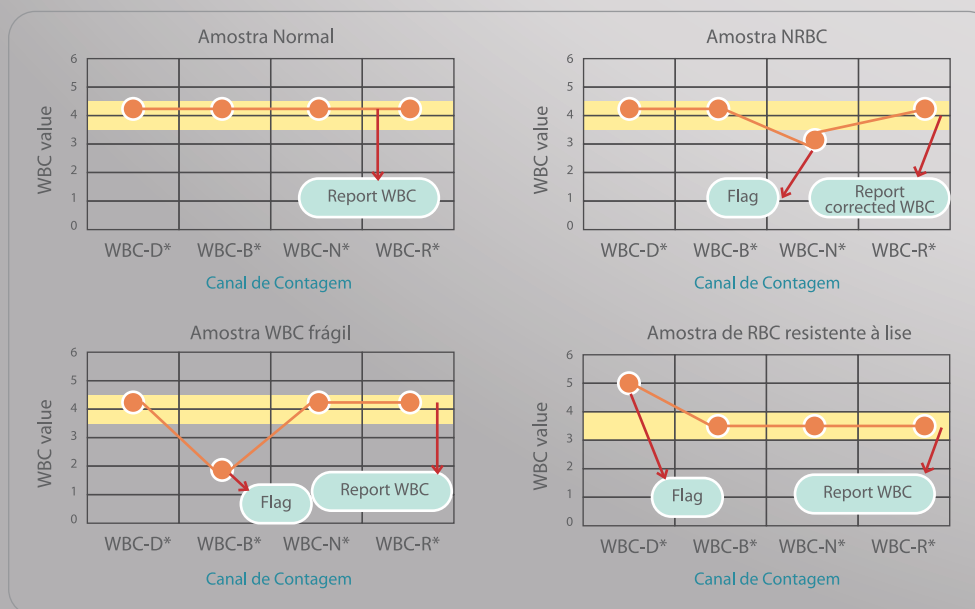 Amostra Normal
6
5
4
3
2
1
0
WBC value
Report WBC
WBC-D* WBC-B* WBC-N* WBC-R*
Canal de Contagem
Amostra NRBC
6
5
4
3
2
1
0
WBC value
Flag
Report
corrected WBC
WBC-D* WBC-B* WBC-N* WBC-R*
Canal de Contagem
Amostra WBC frágil
6
5
4
3
2
1
0
WBC value
Flag
Report WBC
WBC-D* WBC-B* WBC-N* WBC-R*
Canal de Contagem
Amostra de RBC resistente à lise
6
5
4
3
2
1
0
WBC value
Flag
Report WBC
WBC-D* WBC-B* WBC-N* WBC-R*
Canal de Contagem